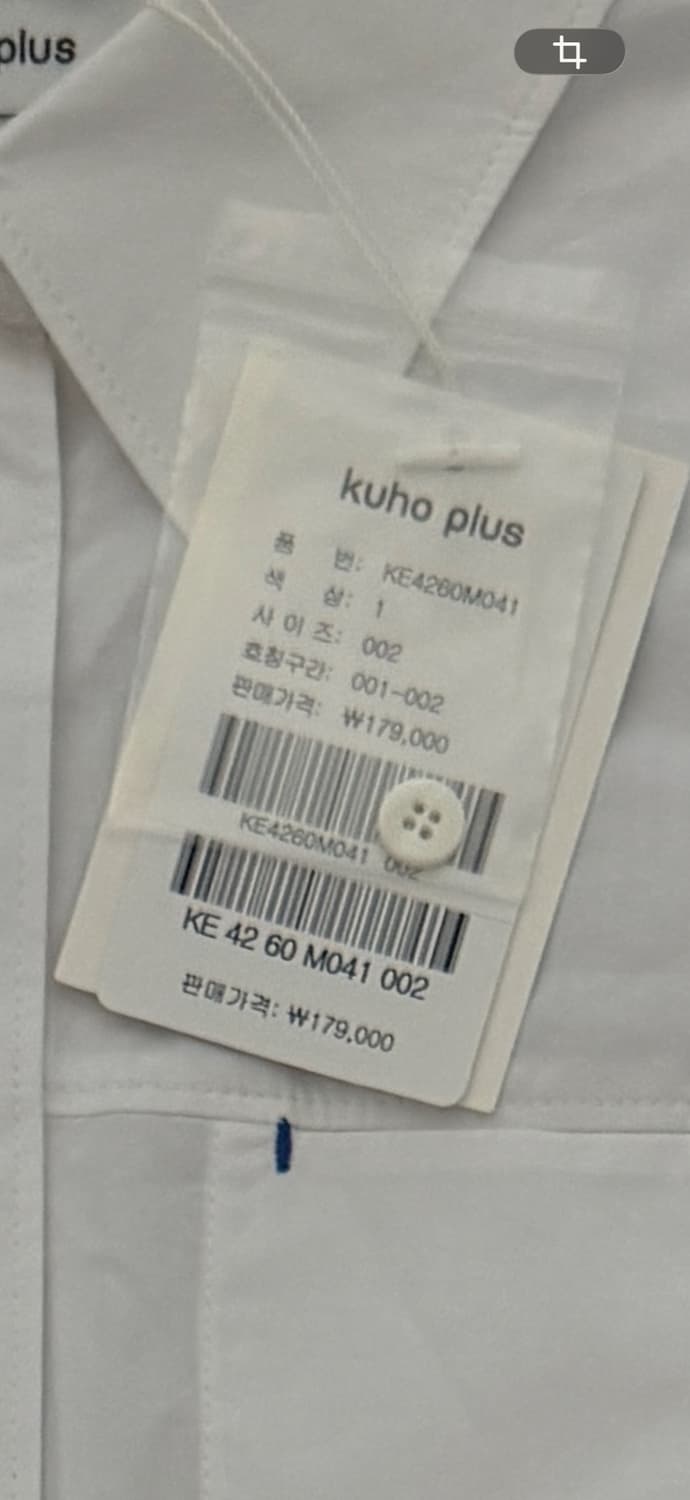 plus
kuho plus
품 번: KE4260M041
색 상: 1
사 이 즈: 002
호칭구간: 001-002
판매가격: ₩179,000
KE4260M041 002
KE 42 60 M041 002
판매가격: ₩179,000